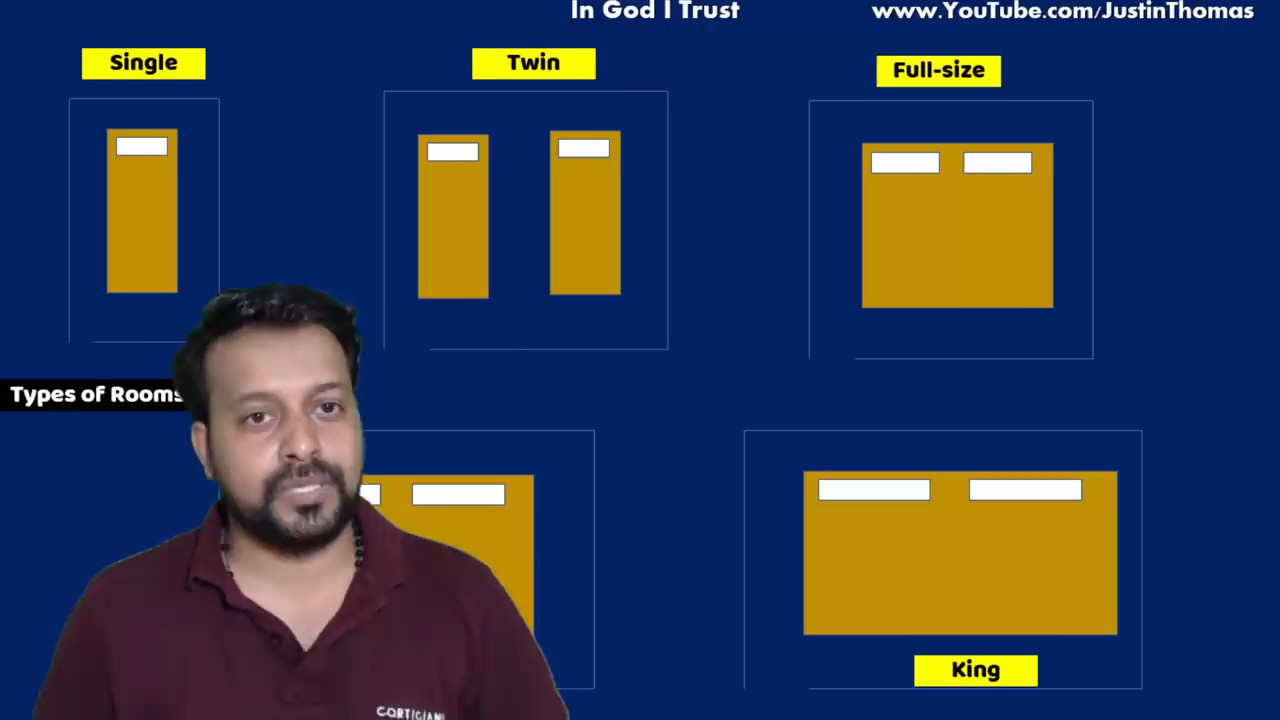 In God I Trust
www.YouTube.com/JustinThomas
Single
Twin
Full-size
Types of Rooms
King